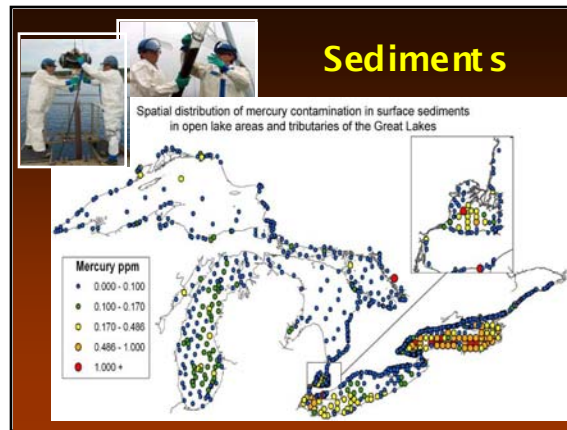 Sediments
Spatial distribution of mercury contamination in surface sediments
in open lake areas and tributaries of the Great Lakes
Mercury ppm
0.000 - 0.100
0.100 - 0.170
0.170 - 0.486
0.486 - 1.000
1.000 +